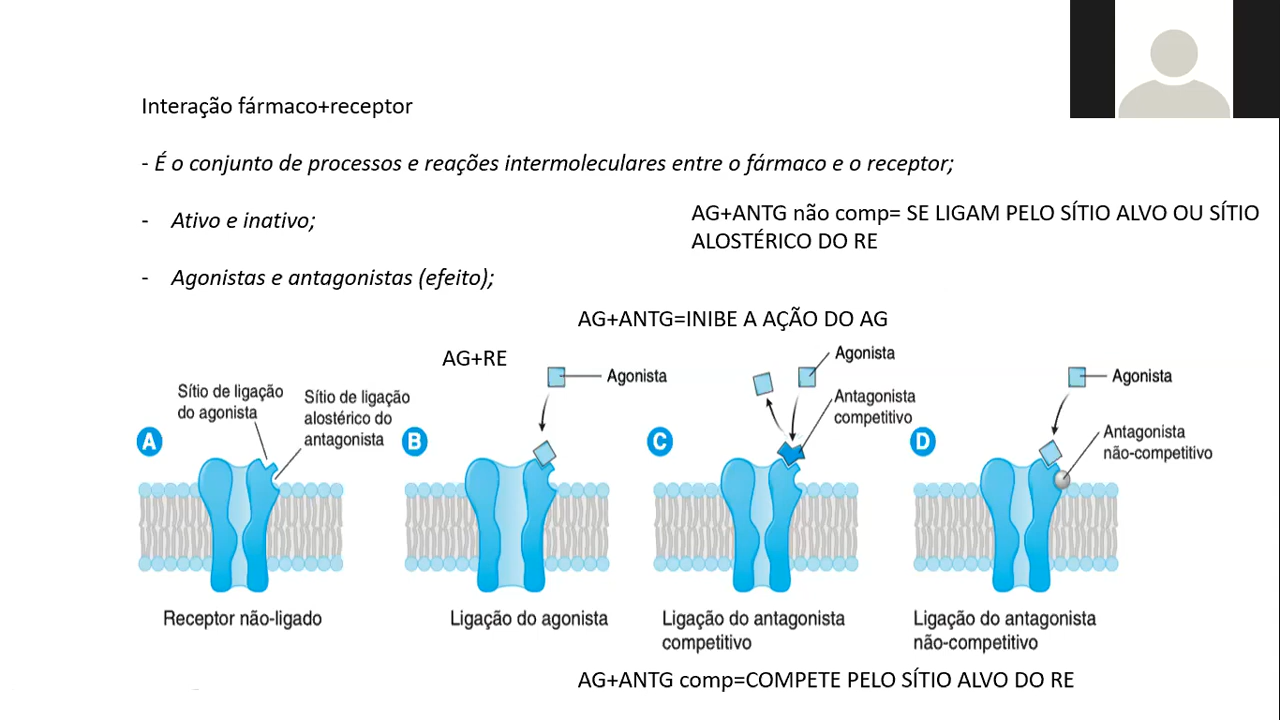 Interação fármaco+receptor
- É o conjunto de processos e reações intermoleculares entre o fármaco e o receptor;
- Ativo e inativo;
AG+ANTG não comp= SE LIGAM PELO SÍTIO ALVO OU SÍTIO
ALOSTÉRICO DO RE
- Agonistas e antagonistas (efeito);
AG+ANTG=INIBE A AÇÃO DO AG
AG+RE
A
Sítio de ligação
do agonista
Sítio de ligação
alostérico do
antagonista
Receptor não-ligado
B
Agonista
Ligação do agonista
C
Agonista
Antagonista
competitivo
Ligação do antagonista
competitivo
D
Agonista
Antagonista
não-competitivo
Ligação do antagonista
não-competitivo
AG+ANTG comp=COMPETE PELO SÍTIO ALVO DO RE